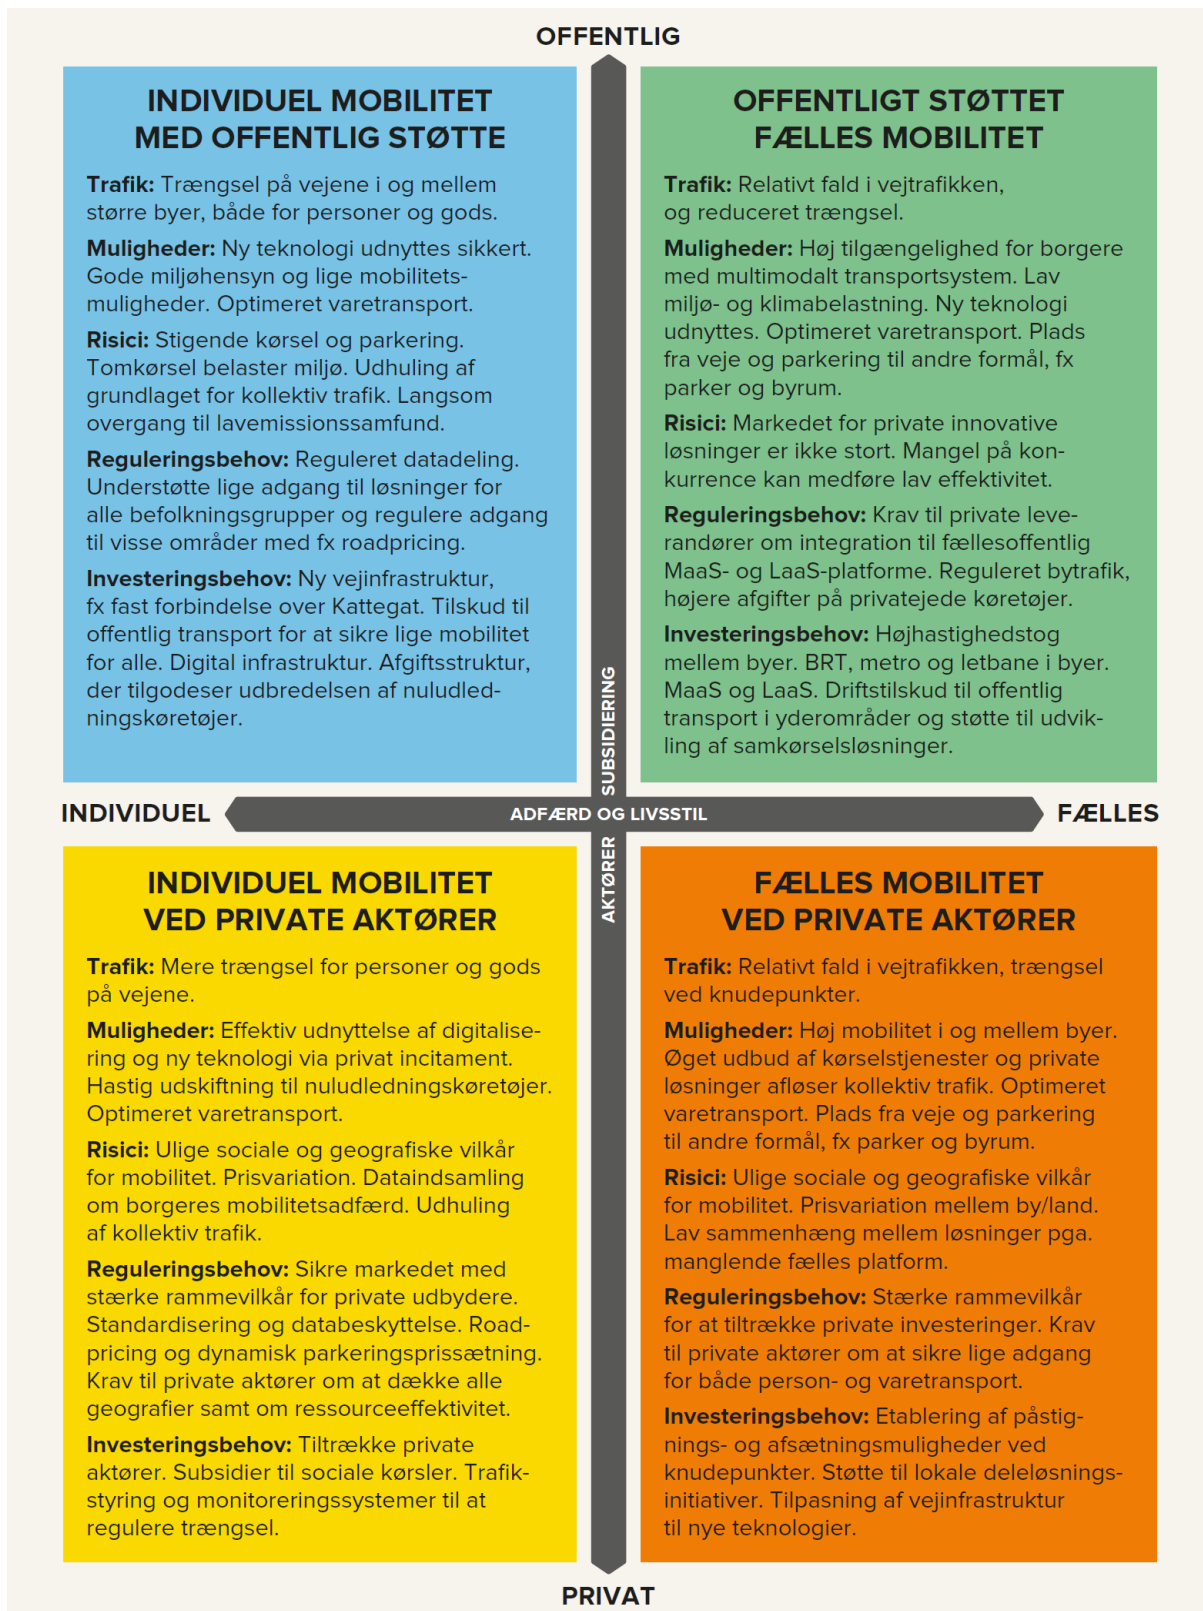 OFFENTLIG
INDIVIDUEL MOBILITET
MED OFFENTLIG STØTTE
Trafik: Trængsel på vejene i og mellem
større byer, både for personer og gods.
Muligheder: Ny teknologi udnyttes sikkert.
Gode miljøhensyn og lige mobilitets-
muligheder. Optimeret varetransport.
Risici: Stigende kørsel og parkering.
Tomkørsel belaster miljø. Udhuling af
grundlaget for kollektiv trafik. Langsom
overgang til lavemissionssamfund.
Reguleringsbehov: Reguleret datadeling.
Understøtte lige adgang til løsninger for
alle befolkningsgrupper og regulere adgang
til visse områder med fx roadpricing.
Investeringsbehov: Ny vejinfrastruktur,
fx fast forbindelse over Kattegat. Tilskud til
offentlig transport for at sikre lige mobilitet
for alle. Digital infrastruktur. Afgiftsstruktur,
der tilgodeser udbredelsen af nuludled-
ningskøretøjer.
OFFENTLIGT STØTTET
FÆLLES MOBILITET
Trafik: Relativt fald i vejtrafikken,
og reduceret trængsel.
Muligheder: Høj tilgængelighed for borgere
med multimodalt transportsystem. Lav
miljø- og klimabelastning. Ny teknologi
udnyttes. Optimeret varetransport. Plads
fra veje og parkering til andre formål, fx
parker og byrum.
Risici: Markedet for private innovative
løsninger er ikke stort. Mangel på kon-
kurrence kan medføre lav effektivitet.
Reguleringsbehov: Krav til private leve-
randører om integration til fællesoffentlig
MaaS- og LaaS-platforme. Reguleret bytrafik,
højere afgifter på privatejede køretøjer.
Investeringsbehov: Højhastighedstog
mellem byer. BRT, metro og letbane i byer.
MaaS og LaaS. Driftstilskud til offentlig
transport i yderområder og støtte til udvik-
ling af samkørselsløsninger.
SUBSIDIERING
INDIVIDUEL
ADFÆRD OG LIVSSTIL
FÆLLES
AKTØRER
INDIVIDUEL MOBILITET
VED PRIVATE AKTØRER
Trafik: Mere trængsel for personer og gods
på vejene.
Muligheder: Effektiv udnyttelse af digitalise-
ring og ny teknologi via privat incitament.
Hastig udskiftning til nuludledningskøretøjer.
Optimeret varetransport.
Risici: Ulige sociale og geografiske vilkår
for mobilitet. Prisvariation. Dataindsamling
om borgeres mobilitetsadfærd. Udhuling
af kollektiv trafik.
Reguleringsbehov: Sikre markedet med
stærke rammevilkår for private udbydere.
Standardisering og databeskyttelse. Road-
pricing og dynamisk parkeringsprissætning.
Krav til private aktører om at dække alle
geografier samt om ressourceeffektivitet.
Investeringsbehov: Tiltrække private
aktører. Subsidier til sociale kørsler. Trafik-
styring og monitoreringssystemer til at
regulere trængsel.
FÆLLES MOBILITET
VED PRIVATE AKTØRER
Trafik: Relativt fald i vejtrafikken, trængsel
ved knudepunkter.
Muligheder: Høj mobilitet i og mellem byer.
Øget udbud af kørselstjenester og private
løsninger afløser kollektiv trafik. Optimeret
varetransport. Plads fra veje og parkering
til andre formål, fx parker og byrum.
Risici: Ulige sociale og geografiske vilkår
for mobilitet. Prisvariation mellem by/land.
Lav sammenhæng mellem løsninger pga.
manglende fælles platform.
Reguleringsbehov: Stærke rammevilkår
for at tiltrække private investeringer. Krav
til private aktører om at sikre lige adgang
for både person- og varetransport.
Investeringsbehov: Etablering af påstig-
nings- og afsætningsmuligheder ved
knudepunkter. Støtte til lokale deleløsnings-
initiativer. Tilpasning af vejinfrastruktur
til nye teknologier.
PRIVAT